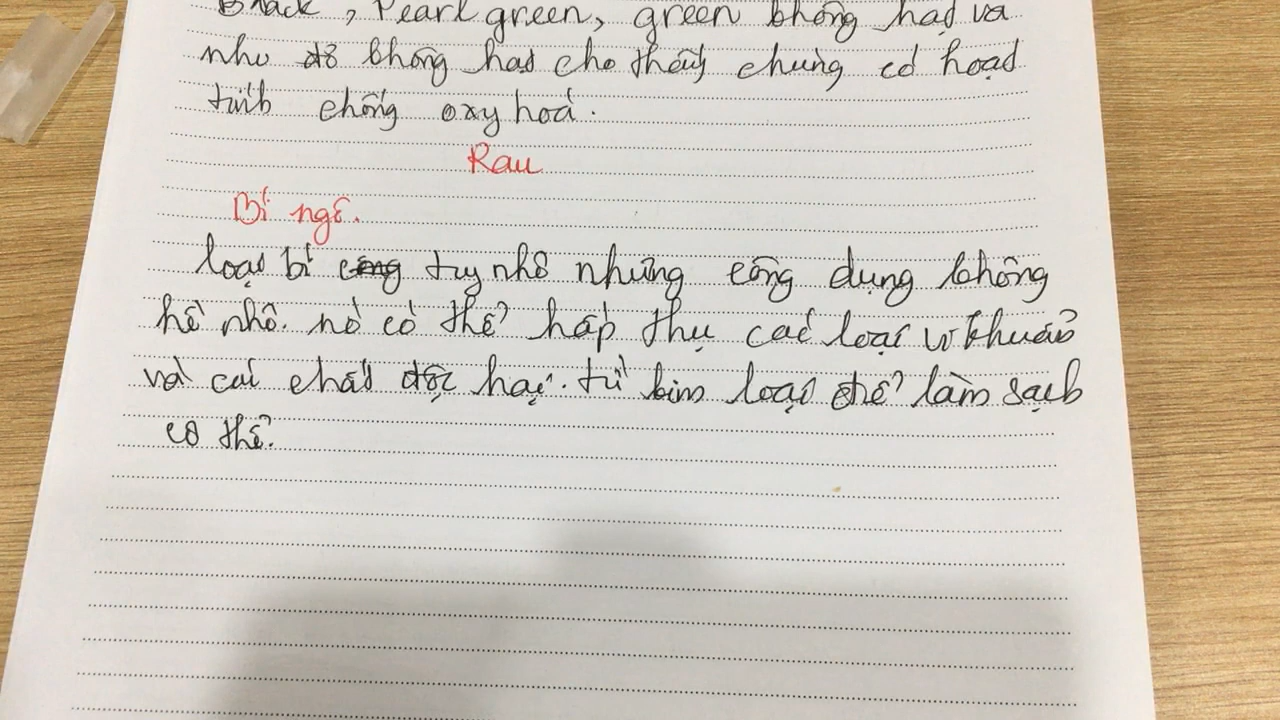 Black, Pearl green, green không hạt và
nho đỏ không hạt cho thấy chúng có hoạt
tính chống oxy hoá.
Rau
Bí ngô.
loại bí tuy nhỏ nhưng công dụng không
hề nhỏ. nó có thể hấp thụ các loại vi khuẩn
và các chất độc hại. từ kim loại để làm sạch
cơ thể.